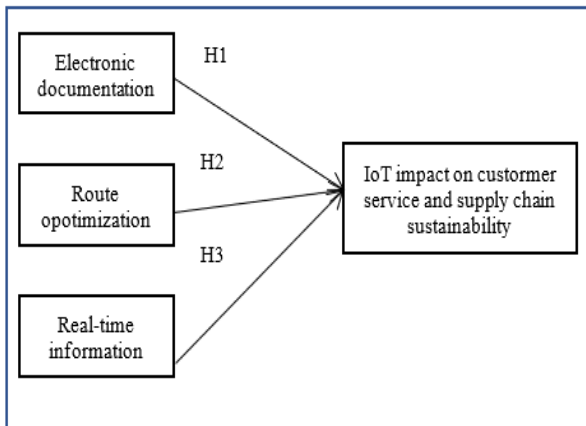 Electronic
documentation
H1
Route
opotimization
H2
IoT impact on custormer
service and supply chain
sustainability
H3
Real-time
information